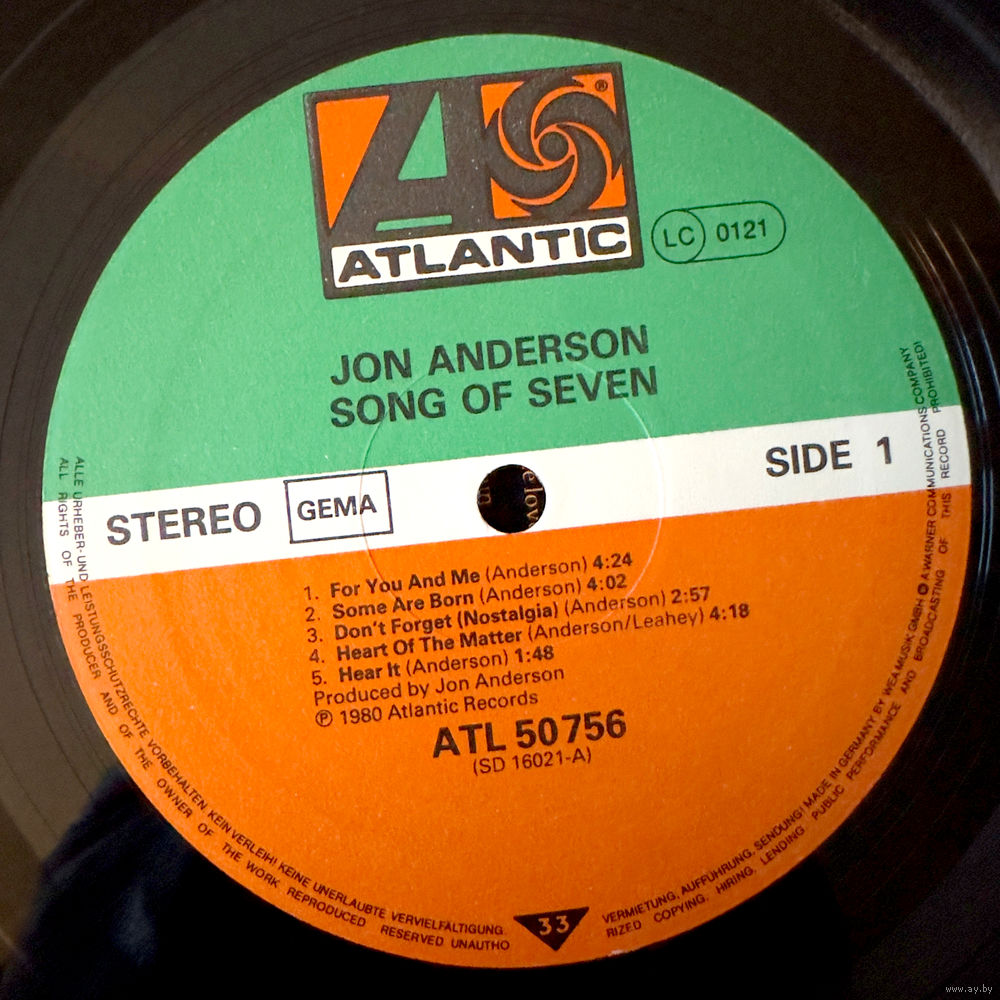 ATLANTIC
®
LC 0121
JON ANDERSON
SONG OF SEVEN
STEREO GEMA
SIDE 1
1. For You And Me (Anderson) 4:24
2. Some Are Born (Anderson) 4:02
3. Don't Forget (Nostalgia) (Anderson) 2:57
4. Heart Of The Matter (Anderson/Leahey) 4:18
5. Hear It (Anderson) 1:48
Produced by Jon Anderson
℗ 1980 Atlantic Records
ATL 50756
(SD 16021-A)
33
ALLE URHEBER- UND LEISTUNGSSCHUTZRECHTE VORBEHALTEN KEIN VERLEIH! KEINE UNERLAUBTE VERVIELFÄLTIGUNG. VERMIETUNG, AUFFÜHRUNG, SENDUNG! MADE IN GERMANY BY WEA MUSIK GMBH A WARNER COMMUNICATIONS COMPANY
ALL RIGHTS OF THE PRODUCER AND OF THE OWNER OF THE WORK REPRODUCED RESERVED UNAUTHO RIZED COPYING, HIRING, LENDING PUBLIC PERFORMANCE AND BROADCASTING OF THIS RECORD PROHIBITED!
www.ay.by